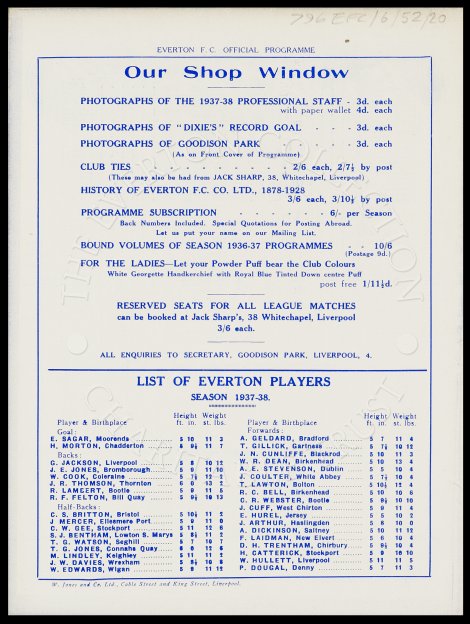 796 EFC/6/52/20
EVERTON F.C. OFFICIAL PROGRAMME
Our Shop Window
PHOTOGRAPHS OF THE 1937-38 PROFESSIONAL STAFF - 3d. each
with paper wallet 4d. each
PHOTOGRAPHS OF "DIXIE'S" RECORD GOAL - - - 3d. each
PHOTOGRAPHS OF GOODISON PARK - - - 3d. each
(As on Front Cover of Programme)
CLUB TIES - - - - - - - - - 2/6 each, 2/7½ by post
(These may also be had from JACK SHARP, 38, Whitechapel, Liverpool)
HISTORY OF EVERTON F.C. CO. LTD., 1878-1928
3/6 each, 3/10½ by post
PROGRAMME SUBSCRIPTION - - - - - - 6/- per Season
Back Numbers Included. Special Quotations for Posting Abroad.
Let us put your name on our Mailing List.
BOUND VOLUMES OF SEASON 1936-37 PROGRAMMES - - 10/6
(Postage 9d.)
FOR THE LADIES—Let your Powder Puff bear the Club Colours
White Georgette Handkerchief with Royal Blue Tinted Down centre Puff
post free 1/11½d.
RESERVED SEATS FOR ALL LEAGUE MATCHES
can be booked at Jack Sharp's, 38 Whitechapel, Liverpool
3/6 each.
ALL ENQUIRIES TO SECRETARY, GOODISON PARK, LIVERPOOL, 4.
LIST OF EVERTON PLAYERS
SEASON 1937-38.
Player & Birthplace Height ft. in. Weight st. lbs.
Goal:
E. SAGAR, Moorends 5 10 11 3
H. MORTON, Chadderton 5 9½ 11 7
Backs:
G. JACKSON, Liverpool 5 8 10 12
J. E. JONES, Bromborough 5 9 11 10
W. COOK, Coleraine 5 7½ 12 2
J. R. THOMSON, Thornton 6 0 13 2
R. LAMBERT, Bootle 5 9 11 5
R. F. FELTON, Bill Quay 5 9 10 13
Half-Backs:
C. S. BRITTON, Bristol 5 10½ 11 2
J MERCER, Ellesmere Port 5 9 11 0
C. W. GEE, Stockport 5 11 12 8
S. J. BENTHAM, Lowton S. Marys 5 8½ 11 2
T. G. WATSON, Seghill 5 7 10 7
T. G. JONES, Connahs Quay 6 0 12 6
M. LINDLEY, Keighley 5 11 11 5
J. W. DAVIES, Wrexham 5 8½ 10 8
W. EDWARDS, Wigan 5 9 11 12
Player & Birthplace Height ft. in. Weight st. lbs.
Forwards:
A. GELDARD, Bradford 5 7 11 4
T. GILLICK, Gartness 5 7½ 10 12
J. N. CUNLIFFE, Blackrod 5 10 11 3
W. R. DEAN, Birkenhead 5 10 13 4
A. E. STEVENSON, Dublin 5 5 10 4
J. COULTER, White Abbey 5 7½ 10 4
T. LAWTON, Bolton 5 10½ 12 4
R. C. BELL, Birkenhead 5 10 10 6
C. R. WEBSTER, Bootle 5 9½ 10 10
J. CUFF, West Chirton 5 9 11 4
E. HUREL, Jersey 5 5 10 2
J. ARTHUR, Haslingden 5 6 10 0
A. DICKINSON, Saltney 5 10 11 12
F. LAIDMAN, New Elvert 5 6 10 4
D. H. TRENTHAM, Chirbury 5 9½ 10 4
H. CATTERICK, Stockport 5 9 10 10
W. HULLETT, Liverpool 5 11 11 5
P. DOUGAL, Denny 5 7 11 3
W. Jones and Co, Ltd., Cable Street and King Street, Liverpool.